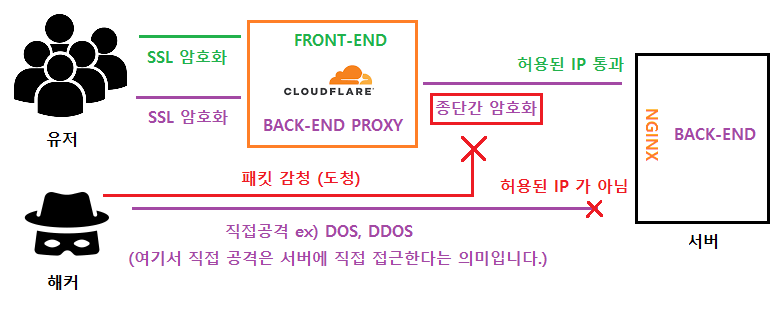 SSL 암호화
FRONT-END
허용된 IP 통과
CLOUDFLARE
SSL 암호화
BACK-END PROXY
종단간 암호화
NGINX
BACK-END
유저
패킷 감청 (도청)
허용된 IP 가 아님
직접공격 ex) DOS, DDOS
(여기서 직접 공격은 서버에 직접 접근한다는 의미입니다.)
서버
해커